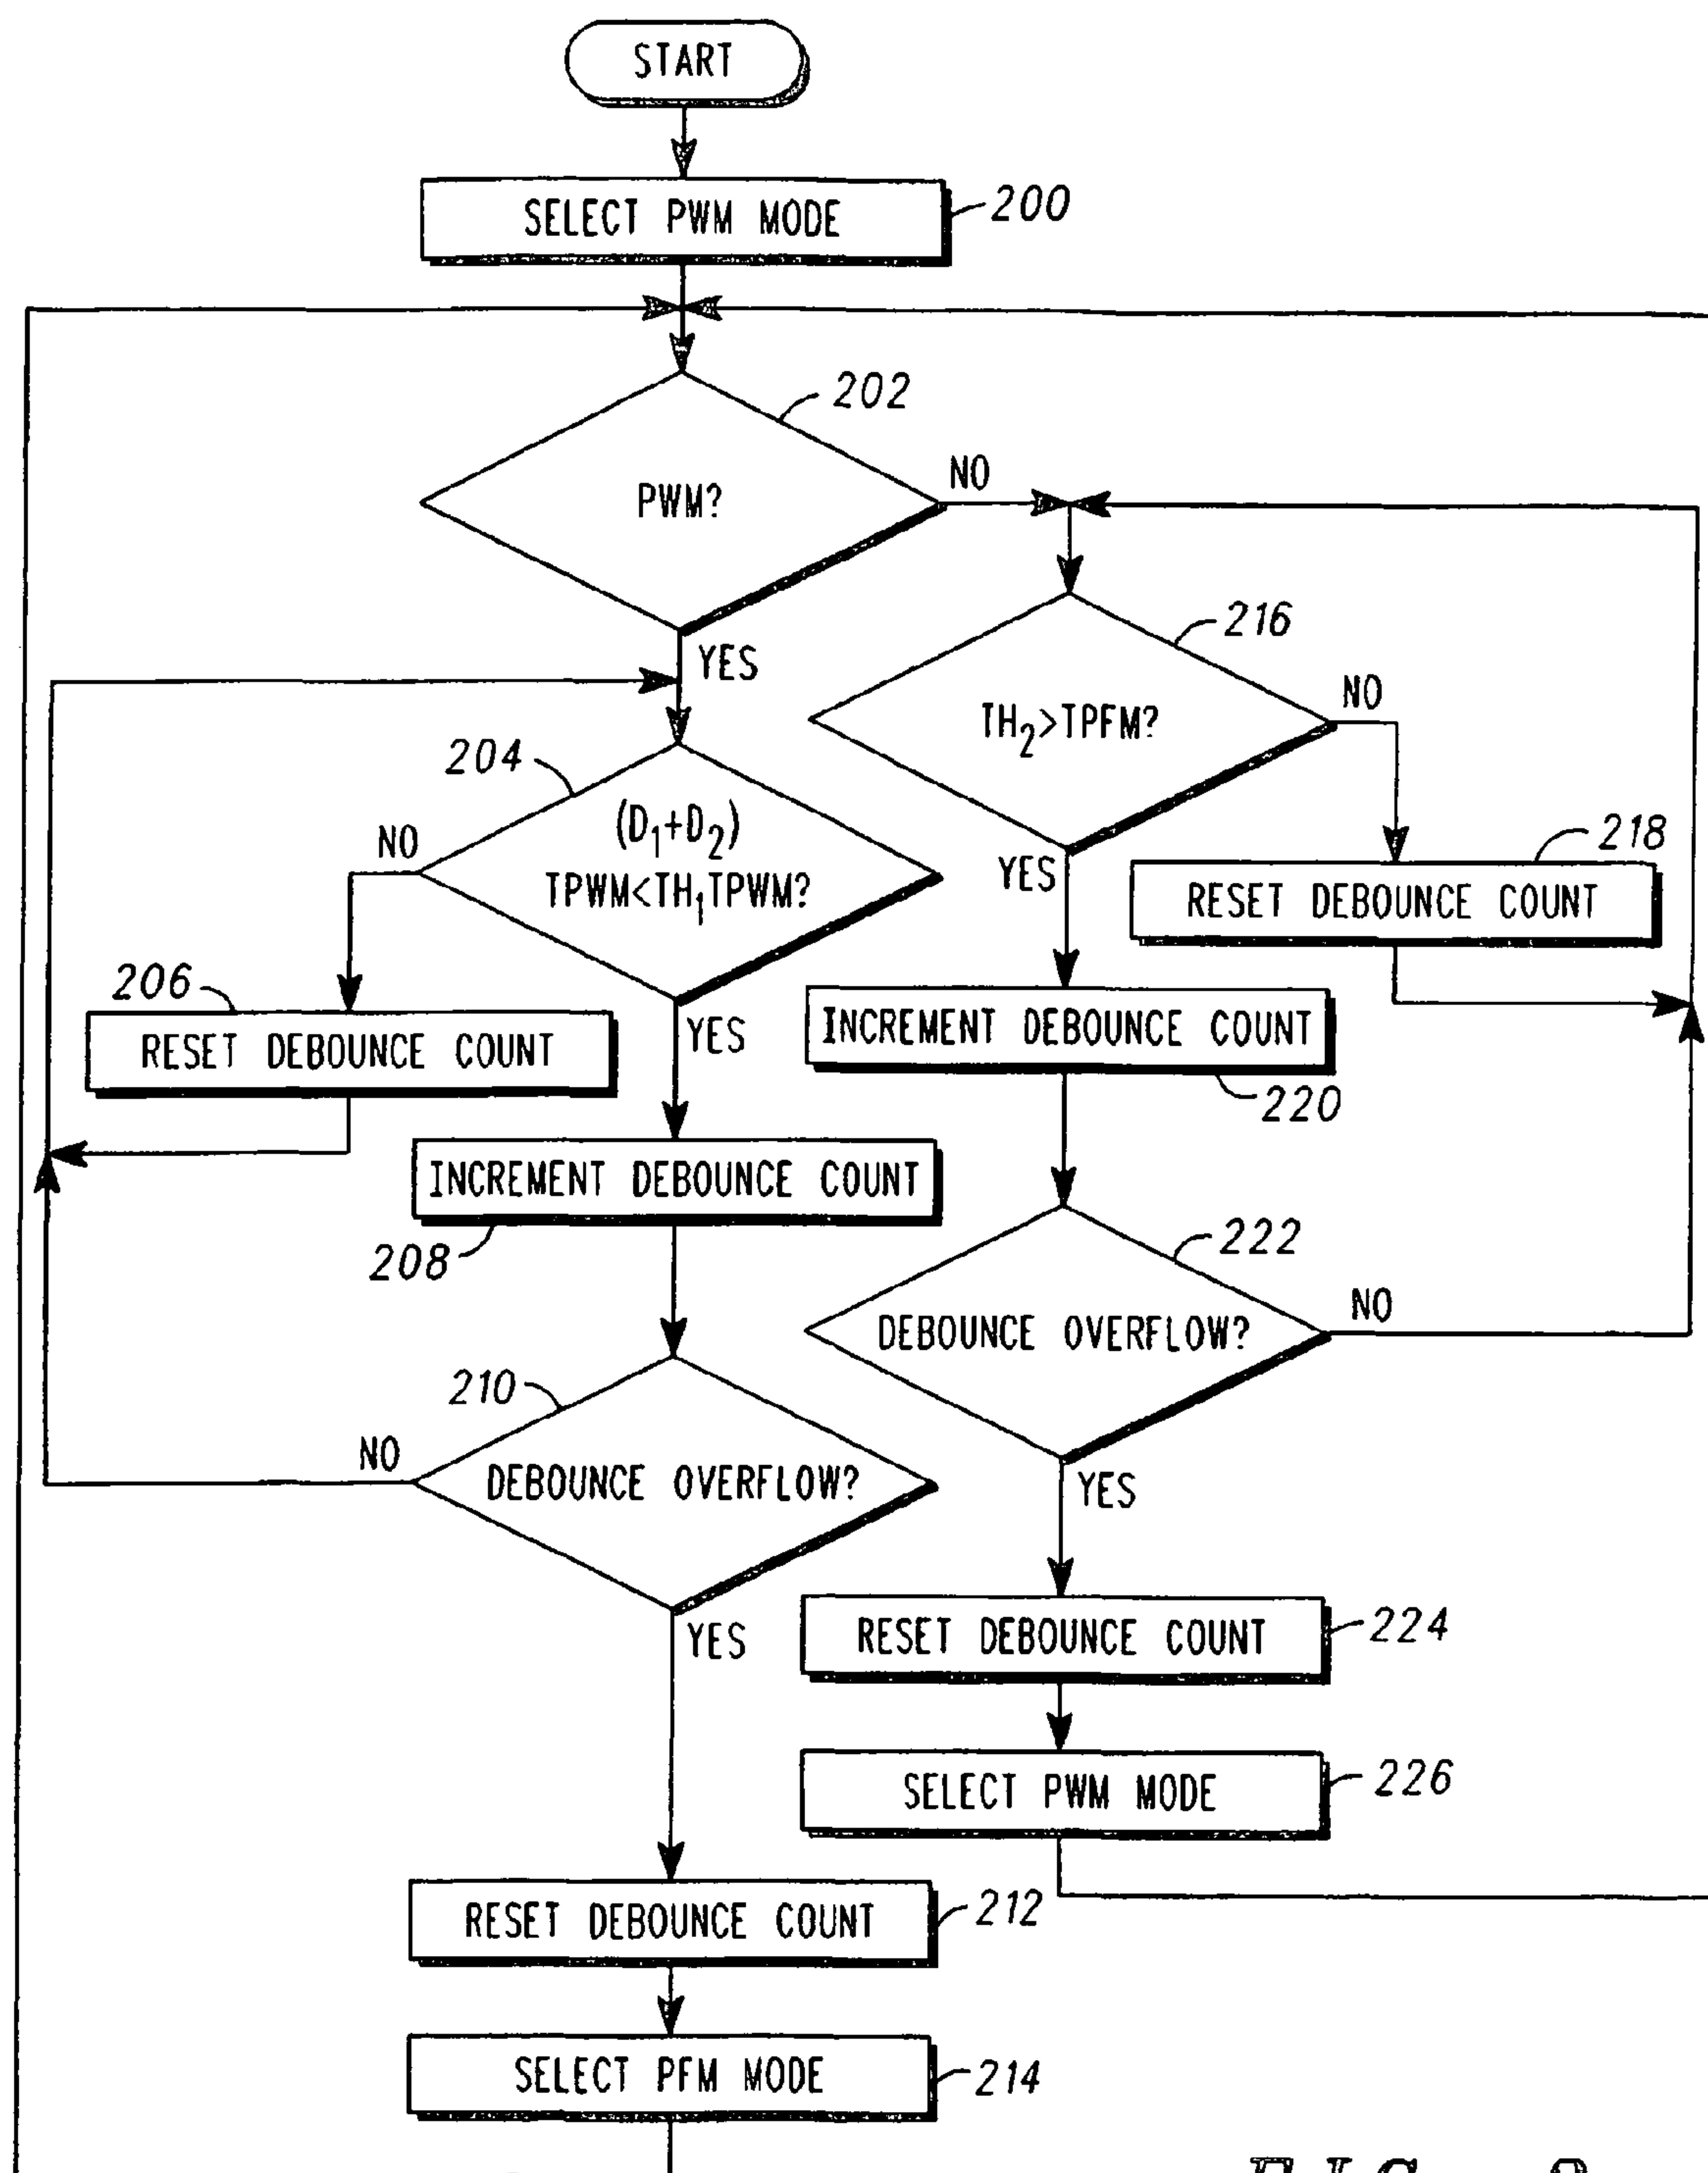 START
SELECT PWM MODE
200
202
PWM?
NO
YES
216
TH2>TPFM?
NO
YES
204
(D1+D2)
TPWM<TH1TPWM?
NO
YES
218
RESET DEBOUNCE COUNT
206
RESET DEBOUNCE COUNT
INCREMENT DEBOUNCE COUNT
220
INCREMENT DEBOUNCE COUNT
208
222
DEBOUNCE OVERFLOW?
NO
YES
210
DEBOUNCE OVERFLOW?
NO
YES
RESET DEBOUNCE COUNT
224
SELECT PWM MODE
226
RESET DEBOUNCE COUNT
212
SELECT PFM MODE
214